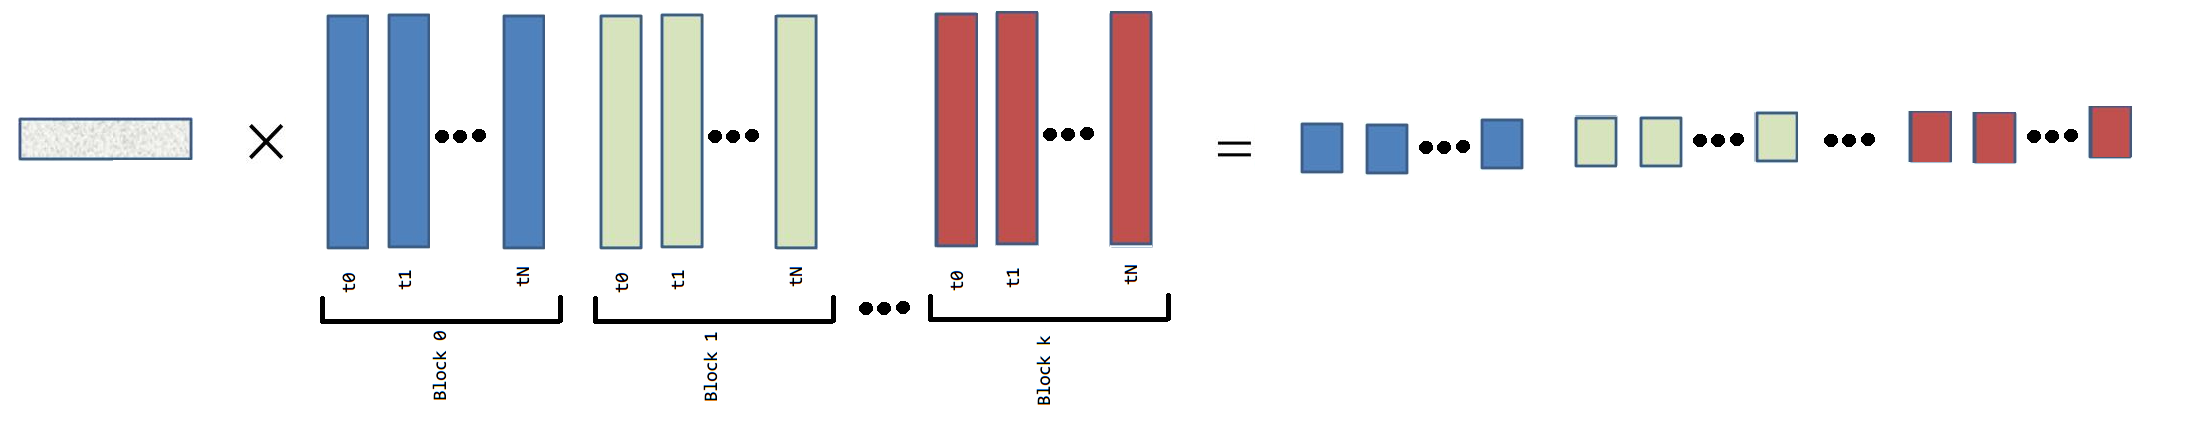 ×
t0 t1 tN t0 t1 tN t0 t1 tN
Block 0 Block 1 Block k
=